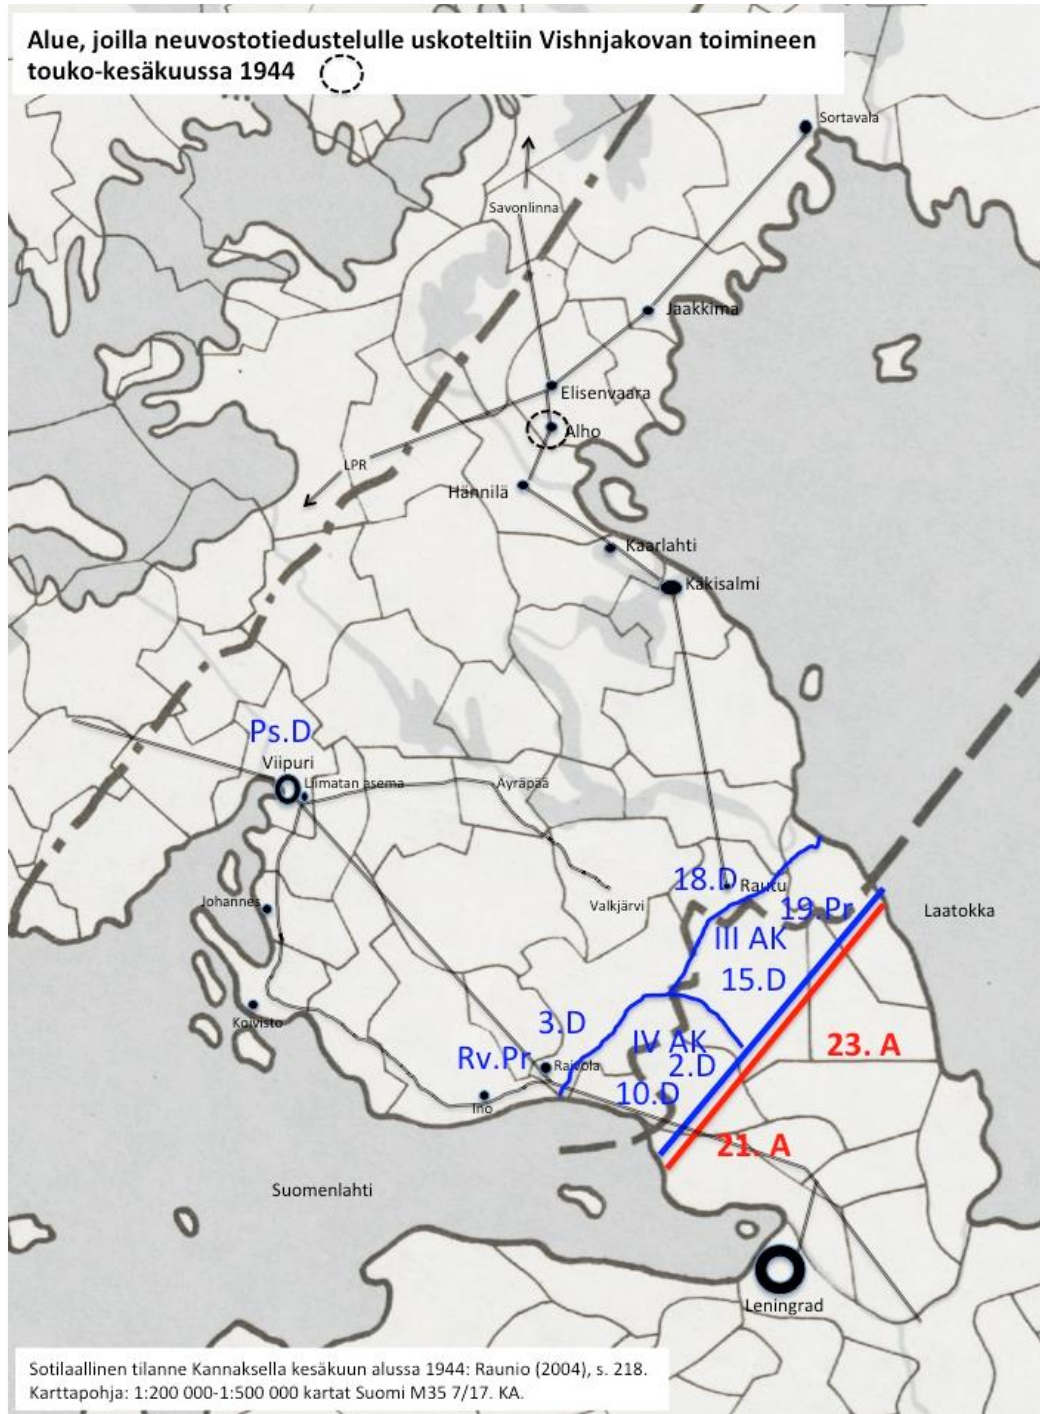 Alue, joilla neuvostotiedustelulle uskoteltiin Vishnjakovan toimineen
touko-kesäkuussa 1944
Sortavala
Savonlinna
Jaakkima
Elisenvaara
Alho
LPR
Hännilä
Kaarlahti
Käkisalmi
Ps.D
Viipuri
Liimatan asema
Äyräpää
18.D
Rautu
Johannes
Valkjärvi
19.Pr
Laatokka
III AK
15.D
Koivisto
3.D
IV AK
23. A
Rv.Pr
Raivola
2.D
10.D
Ino
21. A
Suomenlahti
Leningrad
Sotilaallinen tilanne Kannaksella kesäkuun alussa 1944: Raunio (2004), s. 218.
Karttapohja: 1:200 000-1:500 000 kartat Suomi M35 7/17. KA.